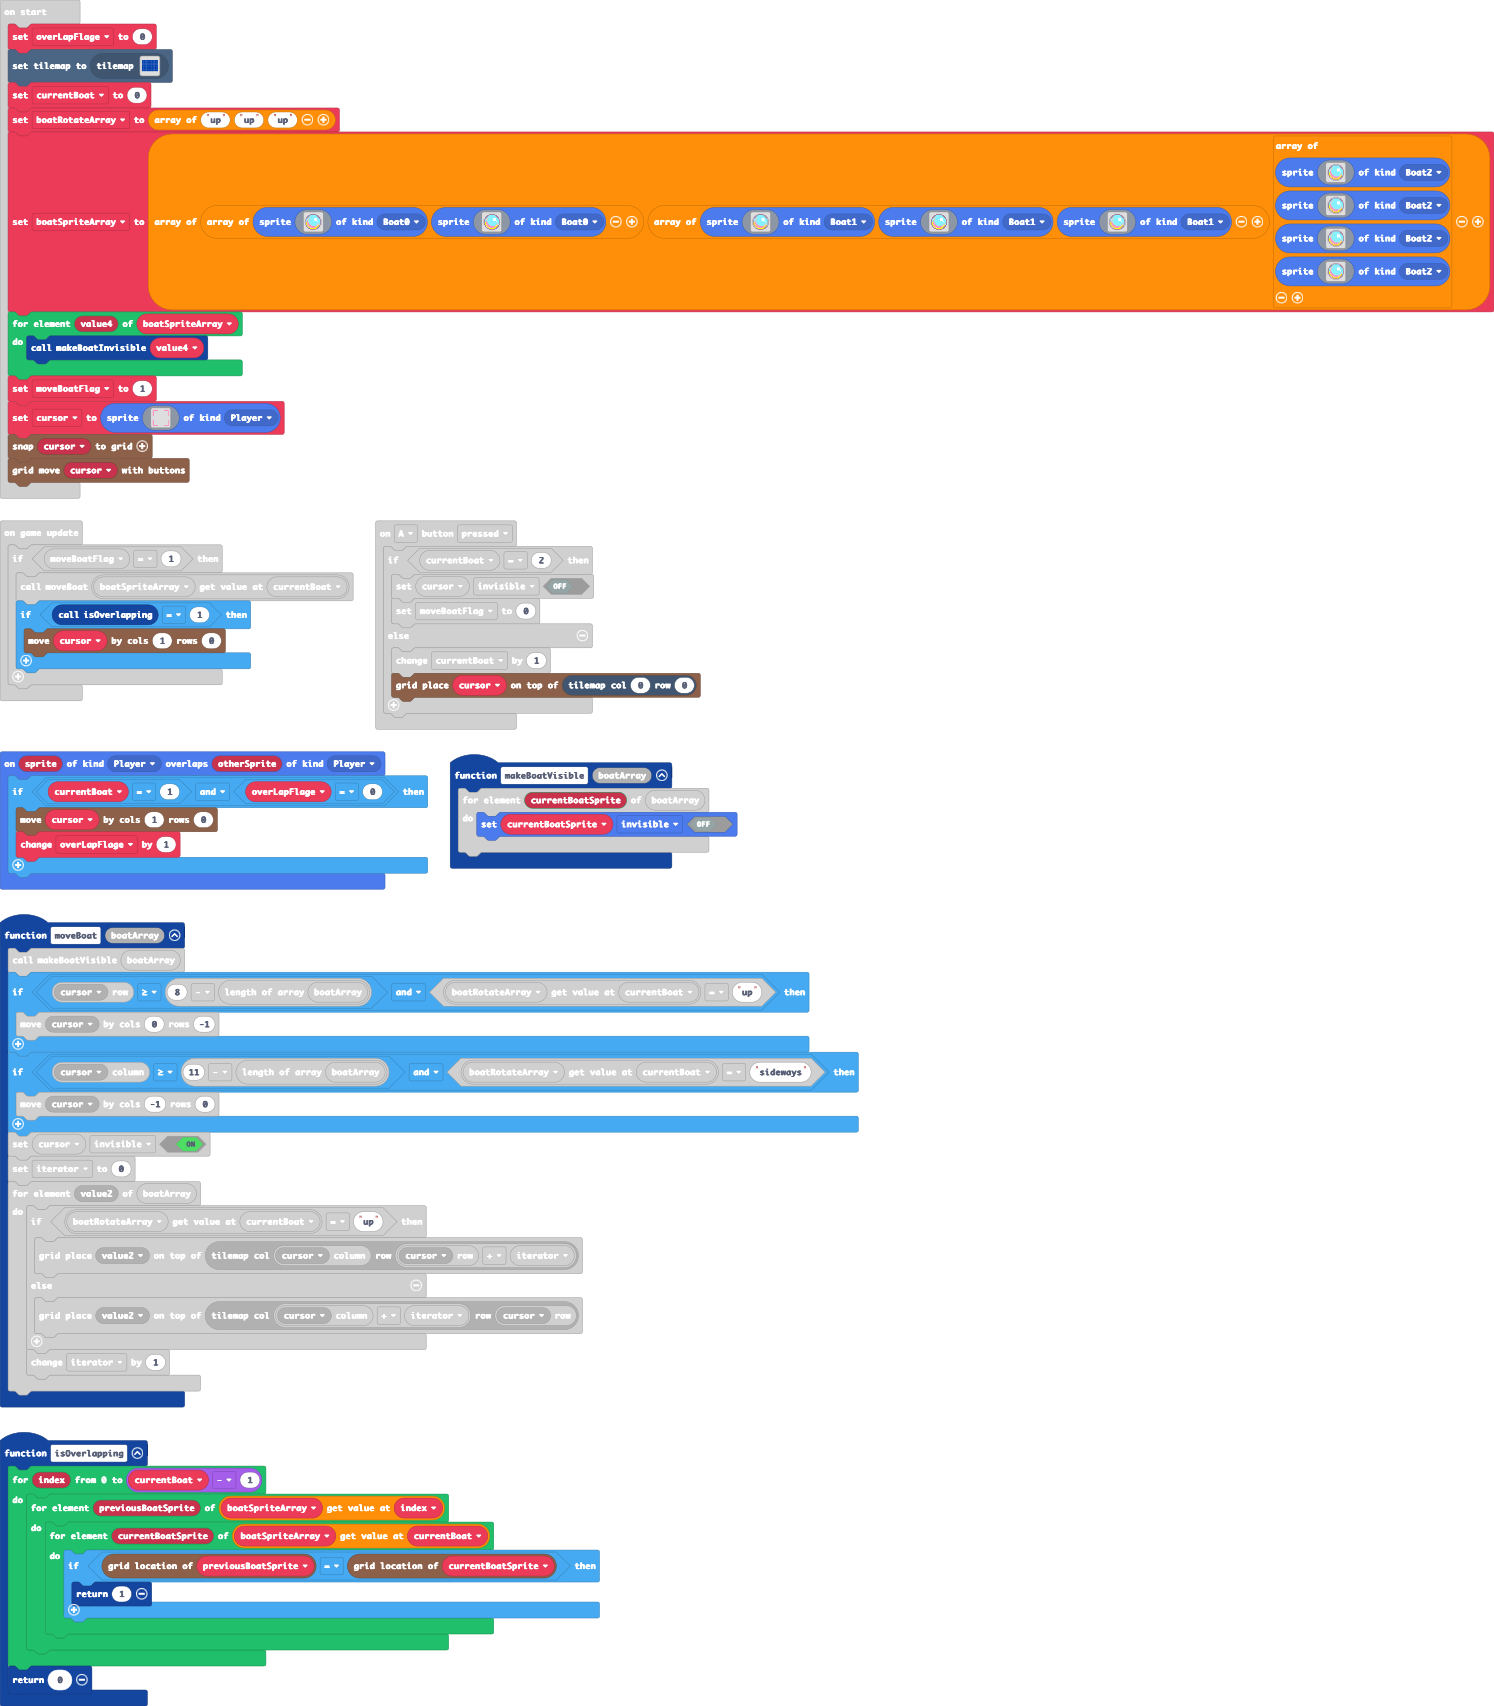 on start
set overLapFlage to 0
set tilemap to tilemap
set currentBoat to 0
set boatRotateArray to array of "up" "up" "up"
set boatSpriteArray to array of array of sprite of kind Boat0 sprite of kind Boat0 array of sprite of kind Boat1 sprite of kind Boat1 sprite of kind Boat1 array of
sprite of kind Boat2
sprite of kind Boat2
sprite of kind Boat2
sprite of kind Boat2
for element value4 of boatSpriteArray
do call makeBoatInvisible value4
set moveBoatFlag to 1
set cursor to sprite of kind Player
snap cursor to grid
grid move cursor with buttons
on game update
if moveBoatFlag = 1 then
call moveBoat boatSpriteArray get value at currentBoat
if call isOverlapping = 1 then
move cursor by cols 1 rows 0
on A button pressed
if currentBoat = 2 then
set cursor invisible OFF
set moveBoatFlag to 0
else
change currentBoat by 1
grid place cursor on top of tilemap col 0 row 0
on sprite of kind Player overlaps otherSprite of kind Player
if currentBoat = 1 and overLapFlage = 0 then
move cursor by cols 1 rows 0
change overLapFlage by 1
function makeBoatVisible boatArray
for element currentBoatSprite of boatArray
do set currentBoatSprite invisible OFF
function moveBoat boatArray
call makeBoatVisible boatArray
if cursor row ≥ 8 - length of array boatArray and boatRotateArray get value at currentBoat = "up" then
move cursor by cols 0 rows -1
if cursor column ≥ 11 - length of array boatArray and boatRotateArray get value at currentBoat = "sideways" then
move cursor by cols -1 rows 0
set cursor invisible ON
set iterator to 0
for element value2 of boatArray
do if boatRotateArray get value at currentBoat = "up" then
grid place value2 on top of tilemap col cursor column row cursor row + iterator
else
grid place value2 on top of tilemap col cursor column + iterator row cursor row
change iterator by 1
function isOverlapping
for index from 0 to currentBoat - 1
do for element previousBoatSprite of boatSpriteArray get value at index
do for element currentBoatSprite of boatSpriteArray get value at currentBoat
do if grid location of previousBoatSprite = grid location of currentBoatSprite then
return 1
return 0